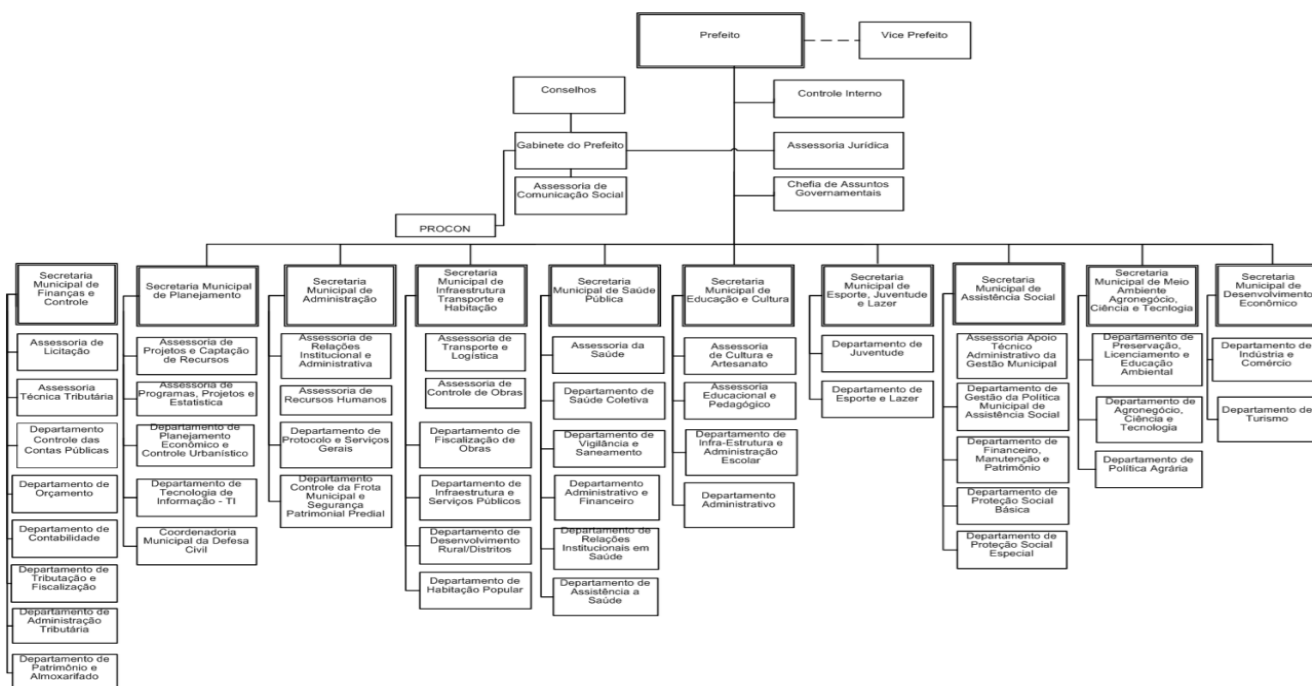 Prefeito
Vice Prefeito
Conselhos
Controle Interno
Gabinete do Prefeito
Assessoria Jurídica
Assessoria de
Comunicação Social
Chefia de Assuntos
Governamentais
PROCON
Secretaria
Municipal de
Finanças e
Controle
Assessoria de
Licitação
Assessoria
Técnica Tributária
Departamento
Controle das
Contas Públicas
Departamento de
Orçamento
Departamento de
Contabilidade
Departamento de
Tributação e
Fiscalização
Departamento de
Administração
Tributária
Departamento de
Patrimônio e
Almoxarifado
Secretaria Municipal
de Planejamento
Assessoria de
Projetos e Captação
de Recursos
Assessoria de
Programas, Projetos e
Estatística
Departamento de
Planejamento
Econômico e
Controle Urbanístico
Departamento de
Tecnologia de
Informação - TI
Coordenadoria
Municipal da Defesa
Civil
Secretaria
Municipal de
Administração
Assessoria de
Relações
Institucional e
Administrativa
Assessoria de
Recursos Humanos
Departamento de
Protocolo e Serviços
Gerais
Departamento
Controle da Frota
Municipal e
Segurança
Patrimonial Predial
Secretaria
Municipal de
Infraestrutura
Transporte e
Habitação
Assessoria de
Transporte e
Logística
Assessoria de
Controle de Obras
Departamento de
Fiscalização de
Obras
Departamento de
Infraestrutura e
Serviços Públicos
Departamento de
Desenvolvimento
Rural/Distritos
Departamento de
Habitação Popular
Secretaria
Municipal de Saúde
Pública
Assessoria da
Saúde
Departamento de
Saúde Coletiva
Departamento de
Vigilância e
Saneamento
Departamento
Administrativo e
Financeiro
Departamento de
Relações
Institucionais em
Saúde
Departamento de
Assistência a
Saúde
Secretaria
Municipal de
Educação e Cultura
Assessoria
de Cultura e
Artesanato
Assessoria
Educacional e
Pedagógico
Departamento de
Infra-Estrutura e
Administração
Escolar
Departamento
Administrativo
Secretaria
Municipal de
Esporte, Juventude
e Lazer
Departamento de
Juventude
Departamento de
Esporte e Lazer
Secretaria
Municipal de
Assistência Social
Assessoria Apoio
Técnico
Administrativo da
Gestão Municipal
Departamento de
Gestão da Política
Municipal de
Assistência Social
Departamento de
Financeiro,
Manutenção e
Patrimônio
Departamento de
Proteção Social
Básica
Departamento de
Proteção Social
Especial
Secretaria
Municipal de Meio
Ambiente
Agronegócio,
Ciência e Tecnlogia
Departamento de
Preservação,
Licenciamento e
Educação
Ambiental
Departamento de
Agronegócio,
Ciência e
Tecnologia
Departamento de
Política Agrária
Secretaria
Municipal de
Desenvolvimento
Econômico
Departamento de
Indústria e
Comércio
Departamento de
Turismo